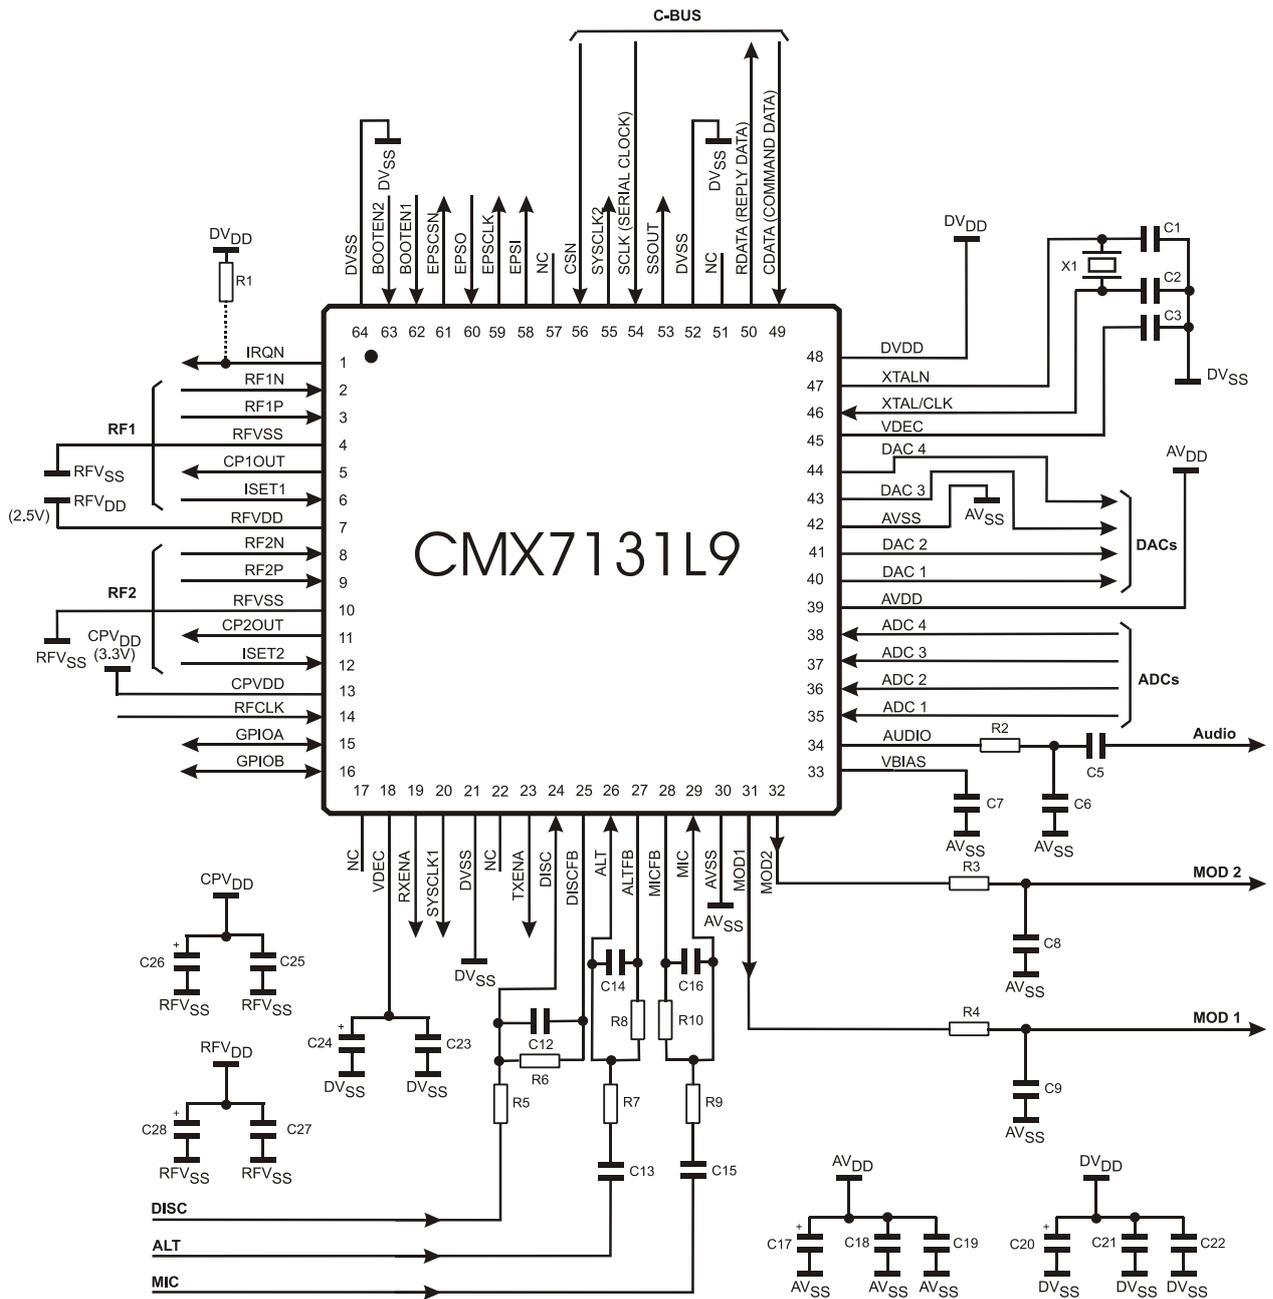 C-BUS
DVSS
DVSS
BOOTEN2
BOOTEN1
EPSCSN
EPSO
EPSCLK
EPSI
NC
CSN
SYSCLK2
SCLK (SERIAL CLOCK)
SSOUT
DVSS
DVSS
NC
RDATA (REPLY DATA)
CDATA (COMMAND DATA)
64 63 62 61 60 59 58 57 56 55 54 53 52 51 50 49
DVDD
R1
IRQN 1
RF1N 2
RF1P 3
RF1
RFVSS 4
CP1OUT 5
RFVSS
ISET1 6
RFVDD
(2.5V)
RFVDD 7
RF2N 8
RF2P 9
RF2
RFVSS 10
CP2OUT 11
RFVSS
CPVDD
(3.3V)
ISET2 12
CPVDD 13
RFCLK 14
GPIOA 15
GPIOB 16
CMX7131L9
DVDD
X1
C1
C2
C3
DVSS
48 DVDD
47 XTALN
46 XTAL/CLK
45 VDEC
44 DAC 4
43 DAC 3
42 AVSS
AVSS
AVDD
41 DAC 2
40 DAC 1
DACs
39 AVDD
38 ADC 4
37 ADC 3
36 ADC 2
35 ADC 1
ADCs
34 AUDIO
R2
C5
Audio
33 VBIAS
C7
AVSS
C6
AVSS
17 18 19 20 21 22 23 24 25 26 27 28 29 30 31 32
NC
VDEC
RXENA
SYSCLK1
DVSS
NC
TXENA
DISC
DISCFB
ALT
ALTFB
MICFB
MIC
AVSS
MOD1
MOD2
AVSS
DVSS
R3
MOD 2
C8
AVSS
R4
MOD 1
C9
AVSS
CPVDD
+
C26
C25
RFVSS
RFVSS
+
C24
C23
DVSS
DVSS
C12
R6
R5
C14
R8
R7
C13
C16
R10
R9
C15
RFVDD
+
C28
C27
RFVSS
RFVSS
DISC
ALT
MIC
AVDD
+
C17
C18
C19
AVSS
AVSS
AVSS
DVDD
+
C20
C21
C22
DVSS
DVSS
DVSS